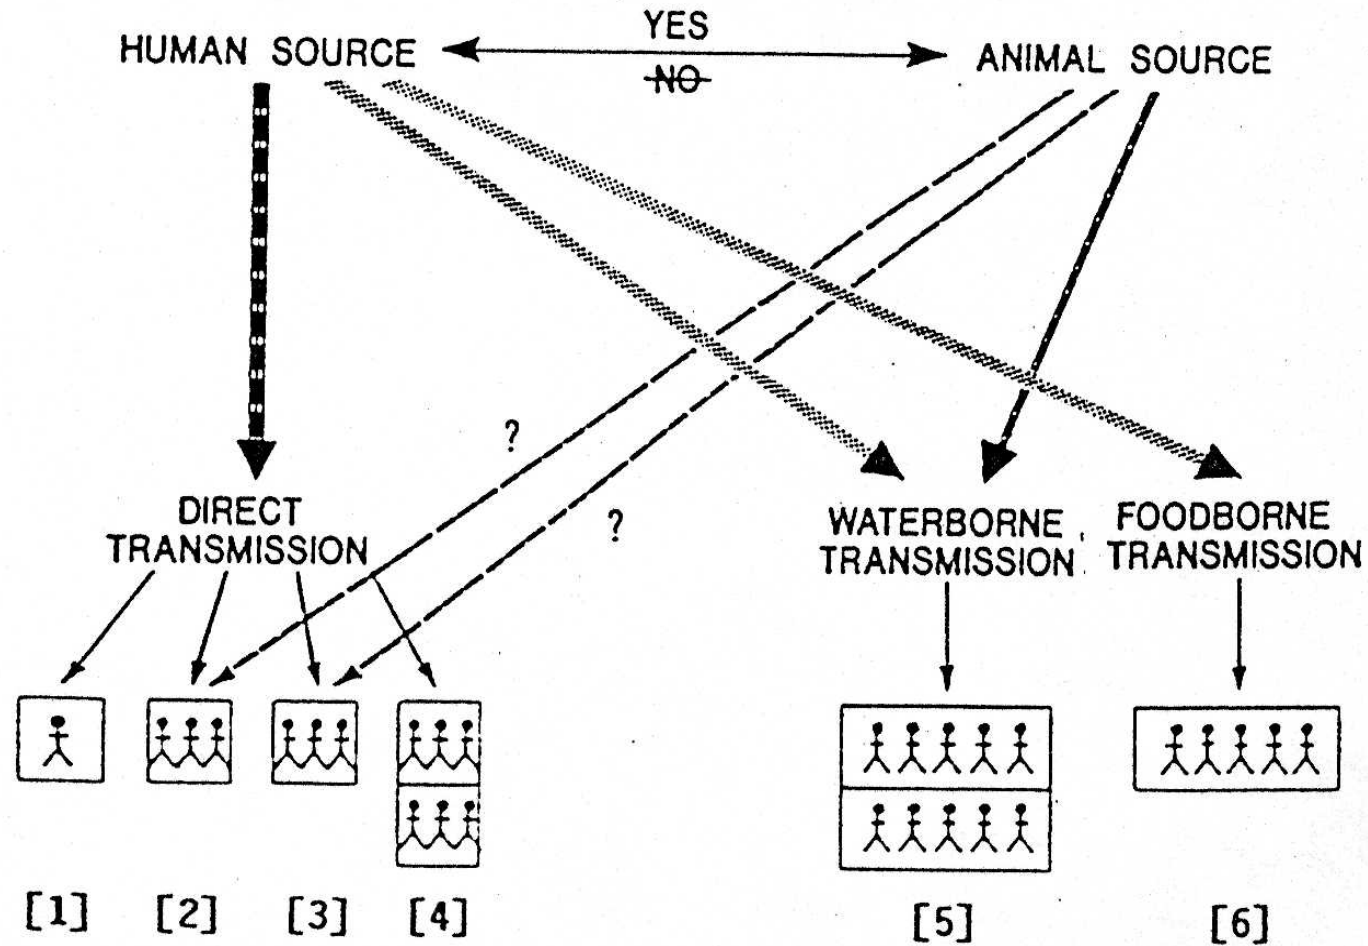 YES
HUMAN SOURCE
ANIMAL SOURCE
NO
?
?
DIRECT
TRANSMISSION
WATERBORNE
TRANSMISSION
FOODBORNE
TRANSMISSION
[1]
[2]
[3]
[4]
[5]
[6]